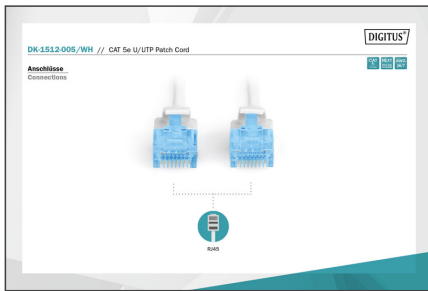 DIGITUS®
DK-1512-005/WH // CAT 5e U/UTP Patch Cord
Anschlüsse
Connections
RJ45